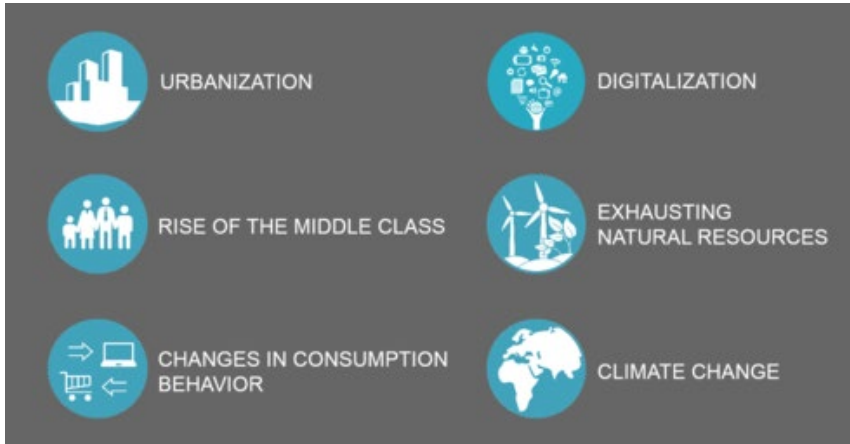 URBANIZATION
DIGITALIZATION
RISE OF THE MIDDLE CLASS
EXHAUSTING
NATURAL RESOURCES
CHANGES IN CONSUMPTION
BEHAVIOR
CLIMATE CHANGE